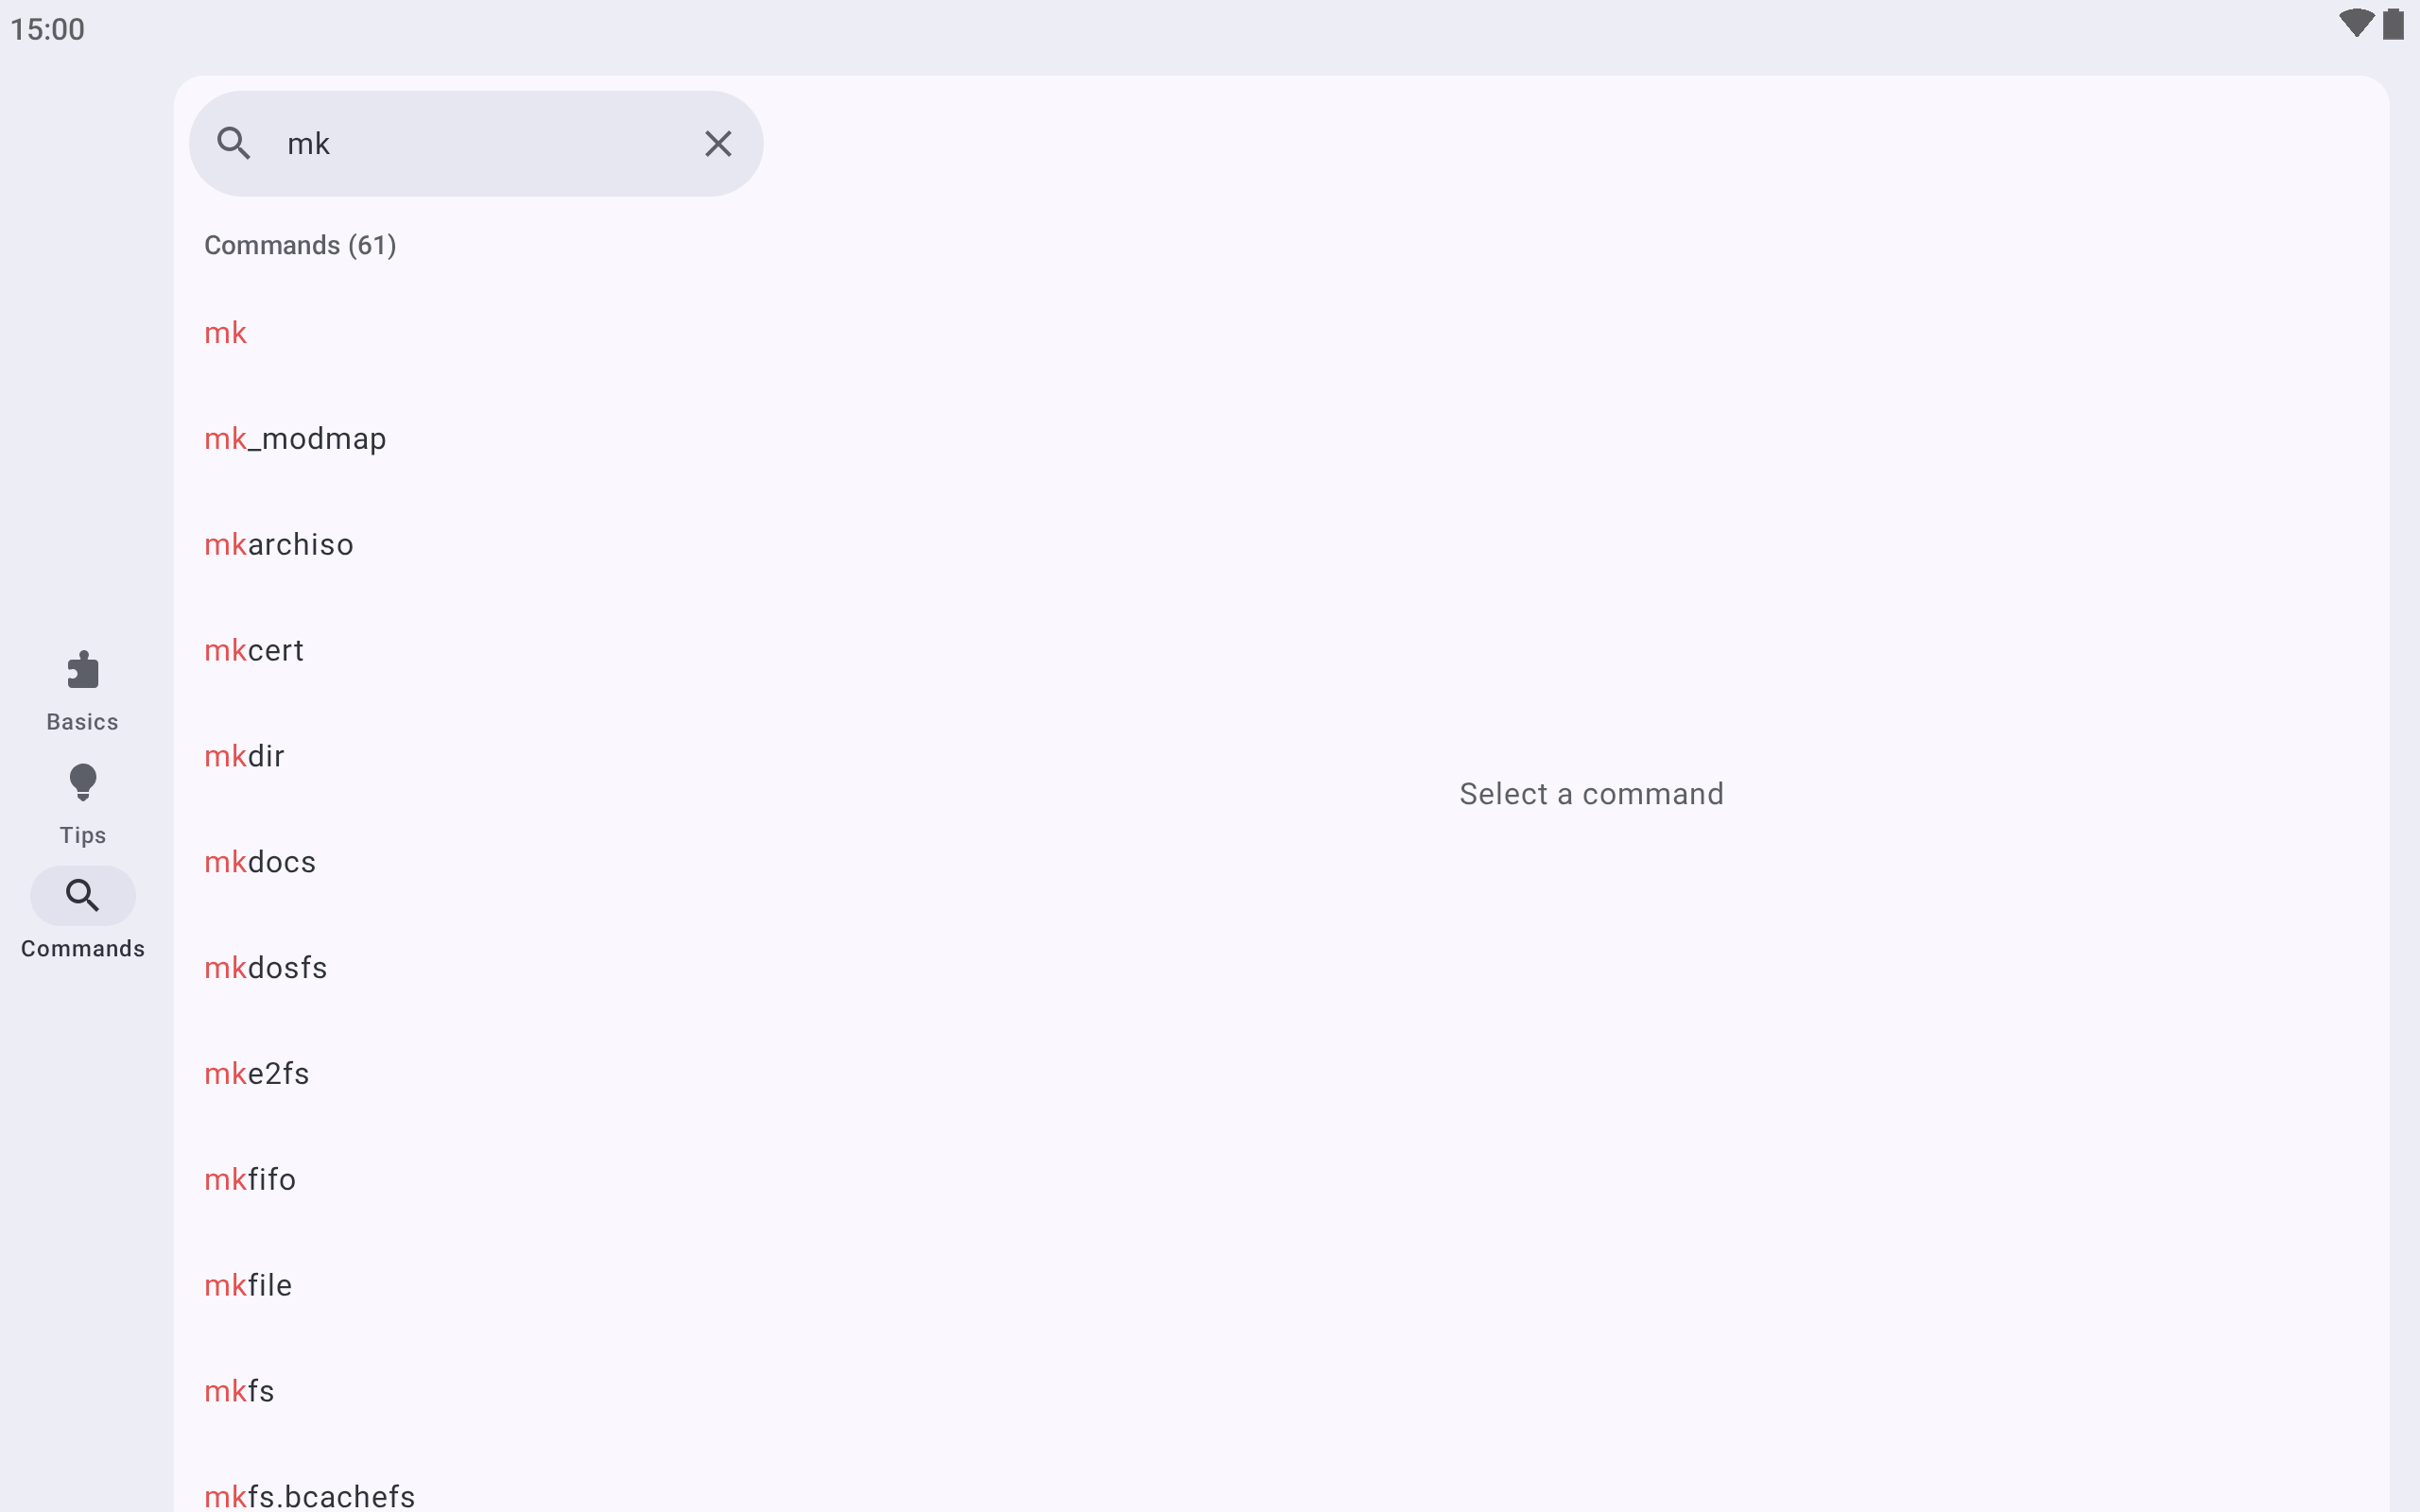 15:00
mk
Commands (61)
mk
mk_modmap
mkarchiso
mkcert
mkdir
mkdocs
mkdosfs
mke2fs
mkfifo
mkfile
mkfs
mkfs.bcachefs
Basics
Tips
Commands
Select a command